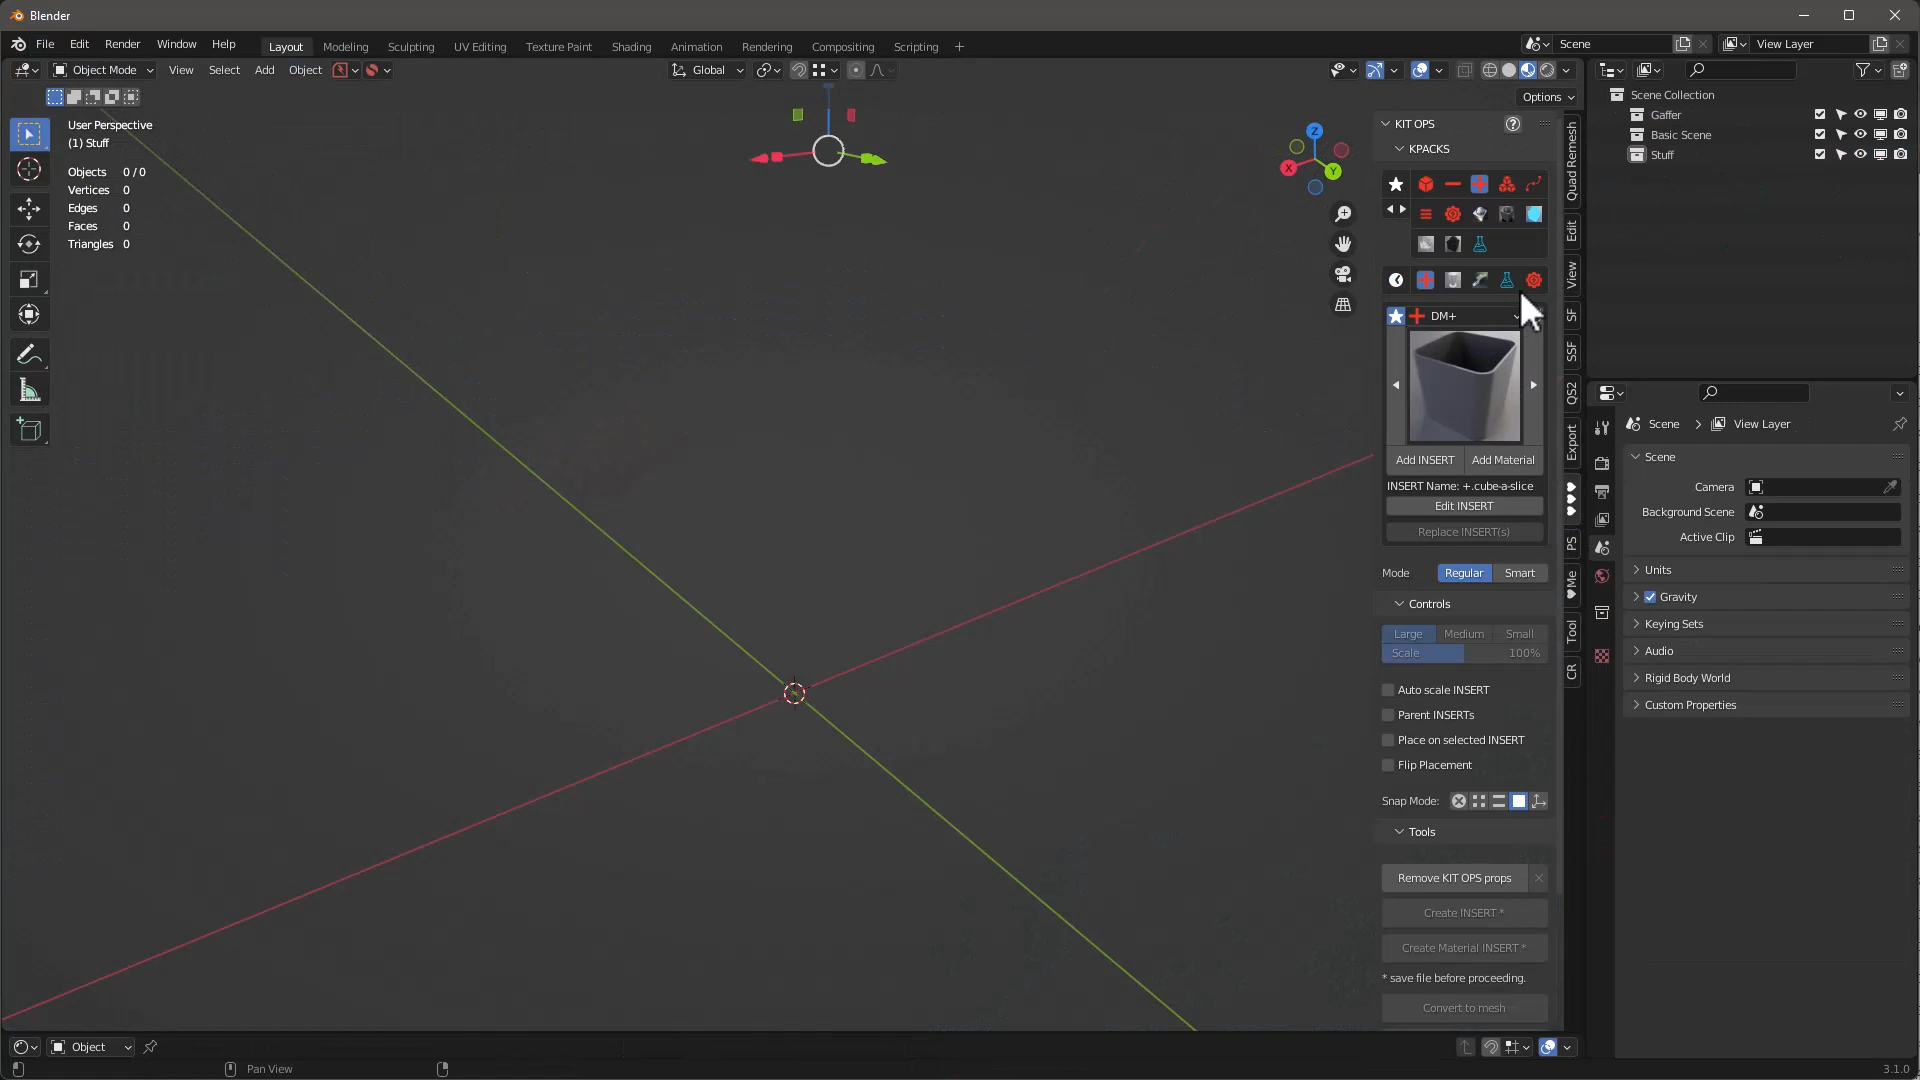 Blender
File Edit Render Window Help Layout Modeling Sculpting UV Editing Texture Paint Shading Animation Rendering Compositing Scripting + Scene View Layer
Object Mode View Select Add Object Global
Options
User Perspective
(1) Stuff
Objects 0 / 0
Vertices 0
Edges 0
Faces 0
Triangles 0
Z
X
Y
KIT OPS
KPACKS
DM+
Add INSERT Add Material
INSERT Name: +.cube-a-slice
Edit INSERT
Replace INSERT(s)
Mode Regular Smart
Controls
Large Medium Small
Scale 100%
Auto scale INSERT
Parent INSERTs
Place on selected INSERT
Flip Placement
Snap Mode:
Tools
Remove KIT OPS props
Create INSERT *
Create Material INSERT *
* save file before proceeding.
Convert to mesh
Quad Remesh
Edit
View
SF
SSF
QS2
Export
♥♥♥
PS
♥Me
Tool
CR
Scene Collection
Gaffer
Basic Scene
Stuff
Scene > View Layer
Scene
Camera
Background Scene
Active Clip
Units
Gravity
Keying Sets
Audio
Rigid Body World
Custom Properties
Object
Pan View
3.1.0